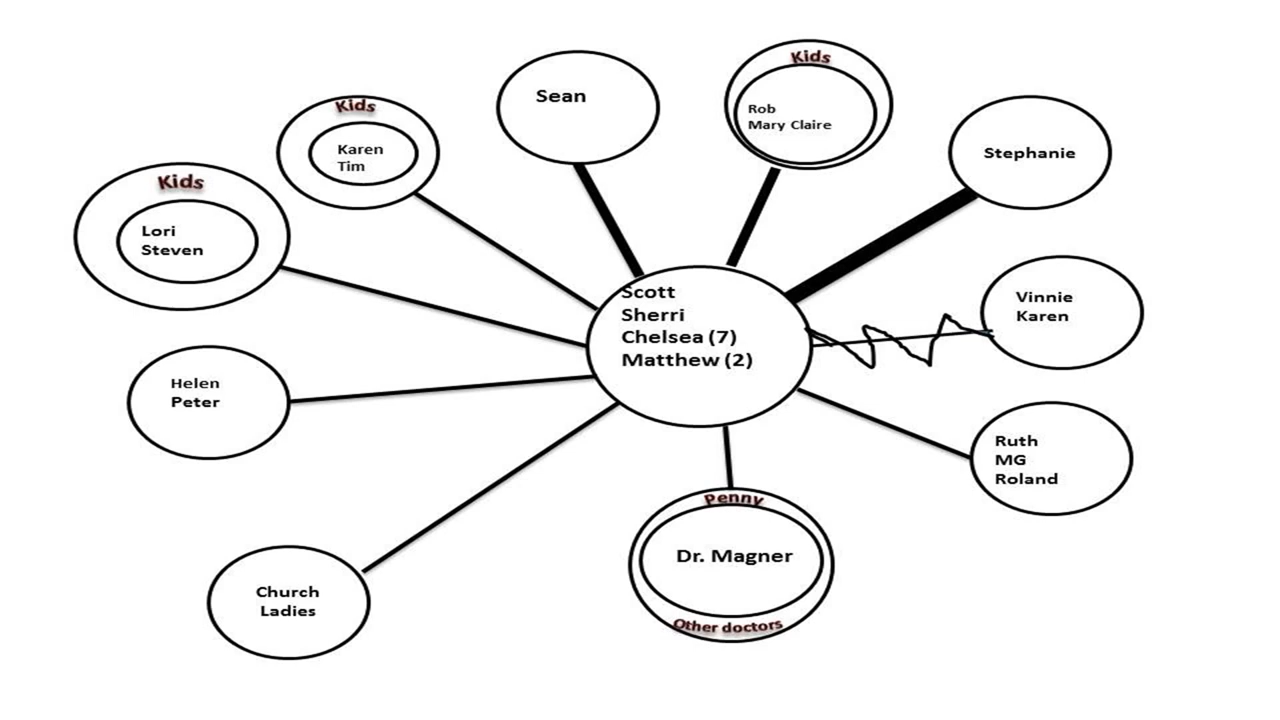 Kids
Rob
Mary Claire
Sean
Kids
Karen
Tim
Stephanie
Kids
Lori
Steven
Scott
Sherri
Chelsea (7)
Matthew (2)
Vinnie
Karen
Helen
Peter
Ruth
MG
Roland
Penny
Dr. Magner
Other doctors
Church
Ladies